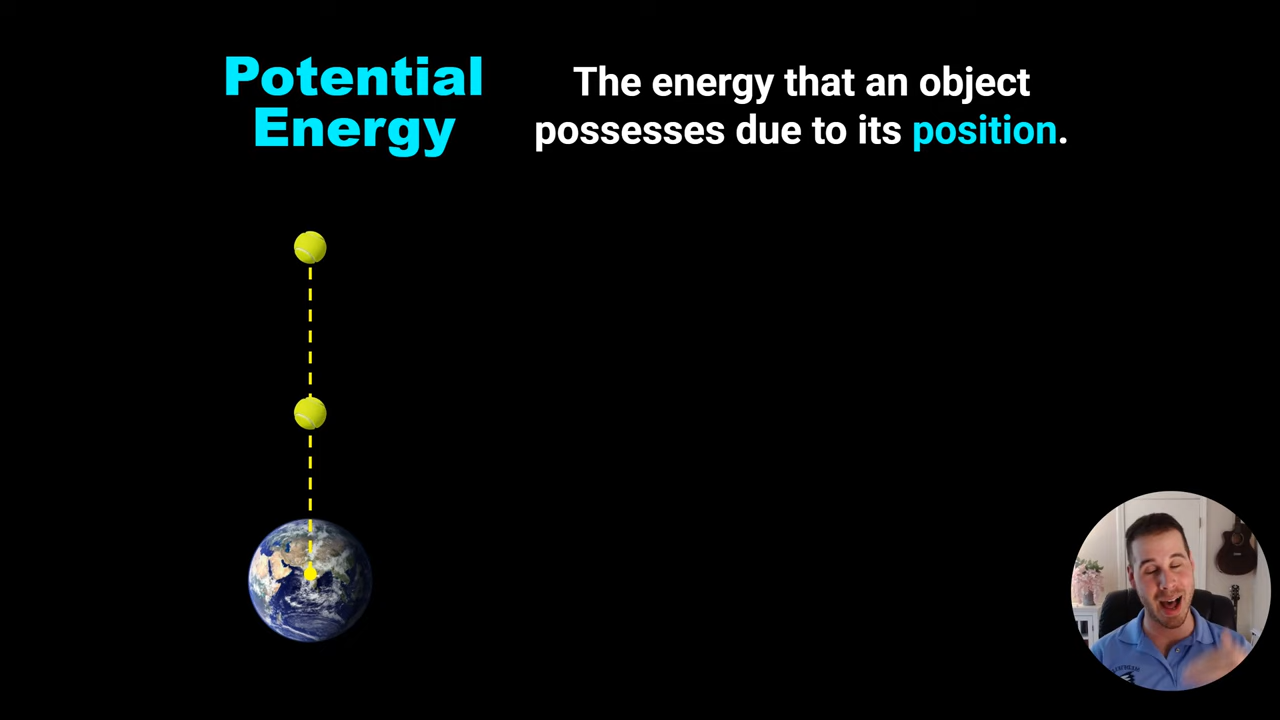 Potential
Energy
The energy that an object
possesses due to its position.